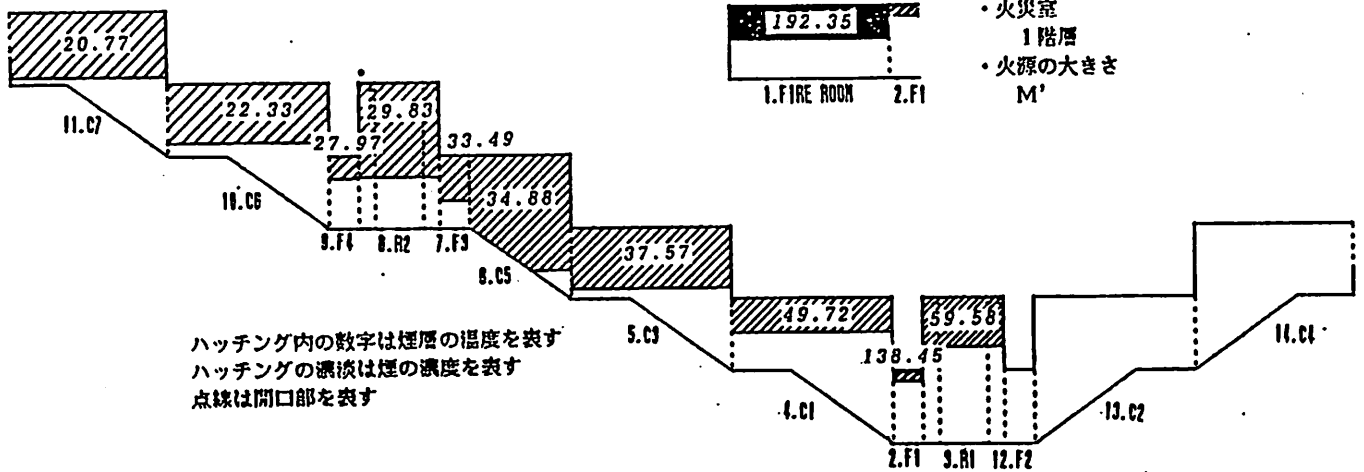 20.77
192.35
・火災室
1階層
・火源の大きさ
M'
1.FIRE ROOM
2.F1
11.C7
22.33
29.83
27.97
33.49
10.C6
34.88
9.F4
8.R2
7.F3
37.57
6.C5
49.72
59.58
5.C3
14.C4
ハッチング内の数字は煙層の温度を表す
138.45
ハッチングの濃淡は煙の濃度を表す
点線は開口部を表す
4.C1
13.C2
2.F1
3.R1
12.F2